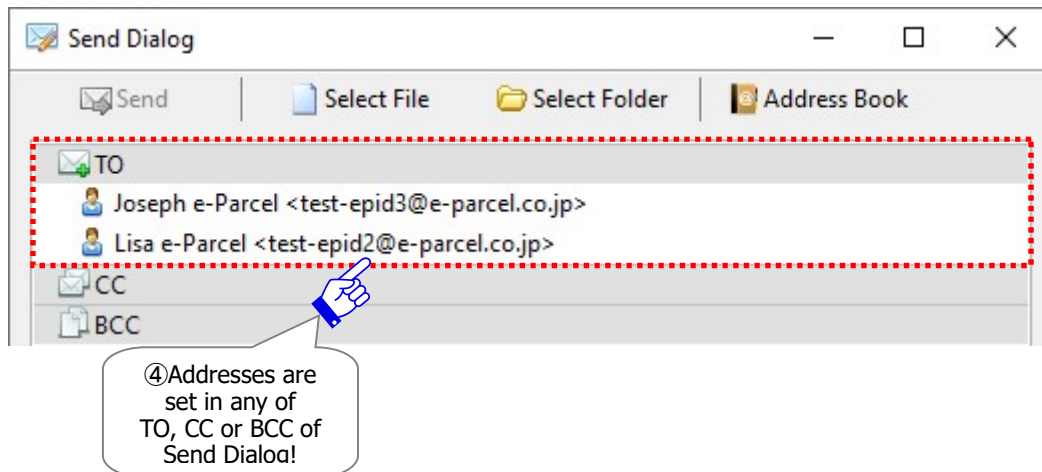 Send Dialog
Send Select File Select Folder Address Book
TO
Joseph e-Parcel <test-epid3@e-parcel.co.jp>
Lisa e-Parcel <test-epid2@e-parcel.co.jp>
CC
BCC
④Addresses are
set in any of
TO, CC or BCC of
Send Dialog!